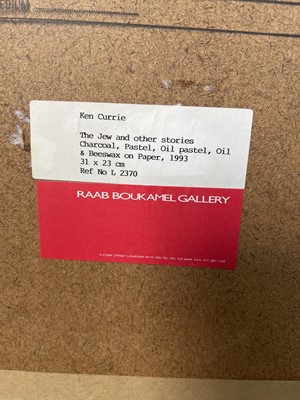 Ken Currie
The Jew and other stories
Charcoal, Pastel, Oil pastel, Oil
& Beeswax on Paper, 1993
31 x 23 cm
Ref No L 2370
RAAB BOUKAMEL GALLERY